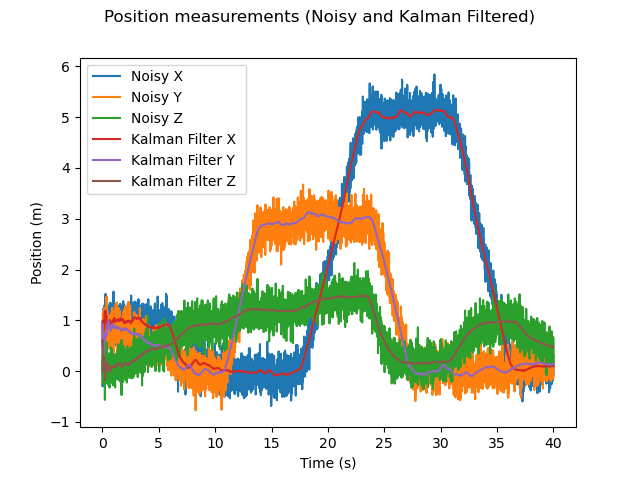 Position measurements (Noisy and Kalman Filtered)
Noisy X
Noisy Y
Noisy Z
Kalman Filter X
Kalman Filter Y
Kalman Filter Z
Position (m)
6
5
4
3
2
1
0
−1
0 5 10 15 20 25 30 35 40
Time (s)